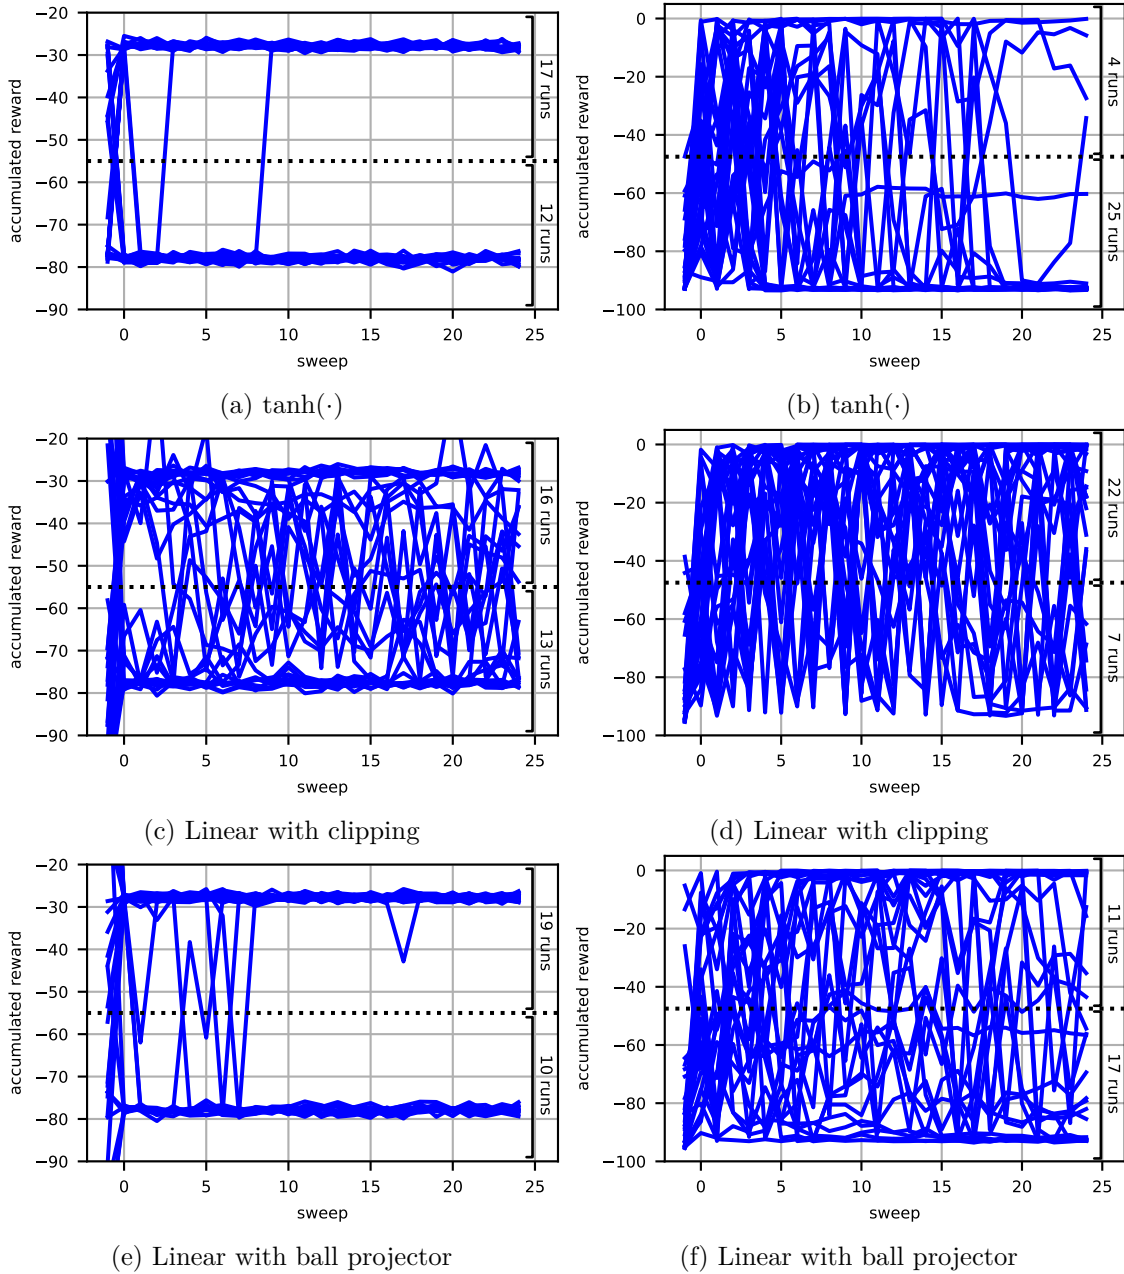 −20
−30
−40
−50
−60
−70
−80
−90
0
5
10
15
20
25
accumulated reward
sweep
17 runs
12 runs
(a) tanh(·)
0
−20
−40
−60
−80
−100
0
5
10
15
20
25
accumulated reward
sweep
4 runs
25 runs
(b) tanh(·)
−20
−30
−40
−50
−60
−70
−80
−90
0
5
10
15
20
25
accumulated reward
sweep
16 runs
13 runs
(c) Linear with clipping
0
−20
−40
−60
−80
−100
0
5
10
15
20
25
accumulated reward
sweep
22 runs
7 runs
(d) Linear with clipping
−20
−30
−40
−50
−60
−70
−80
−90
0
5
10
15
20
25
accumulated reward
sweep
19 runs
10 runs
(e) Linear with ball projector
0
−20
−40
−60
−80
−100
0
5
10
15
20
25
accumulated reward
sweep
11 runs
17 runs
(f) Linear with ball projector